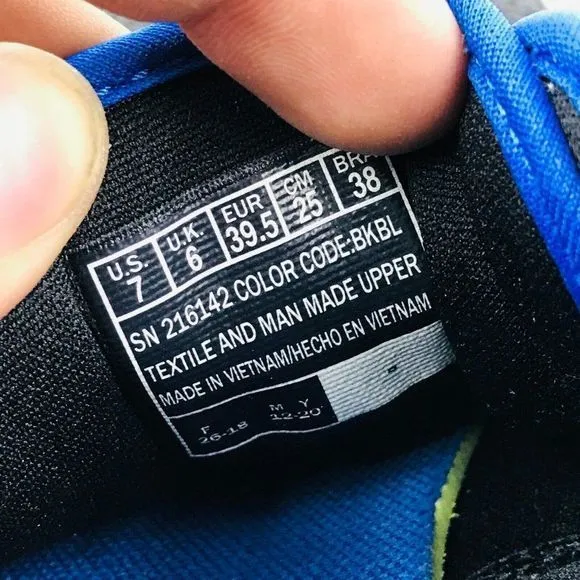 U.S. U.K. EUR CM BRA
7 6 39.5 25 38
SN 216142 COLOR CODE:BKBL
TEXTILE AND MAN MADE UPPER
MADE IN VIETNAM/HECHO EN VIETNAM
F M Y
26-18 12-20